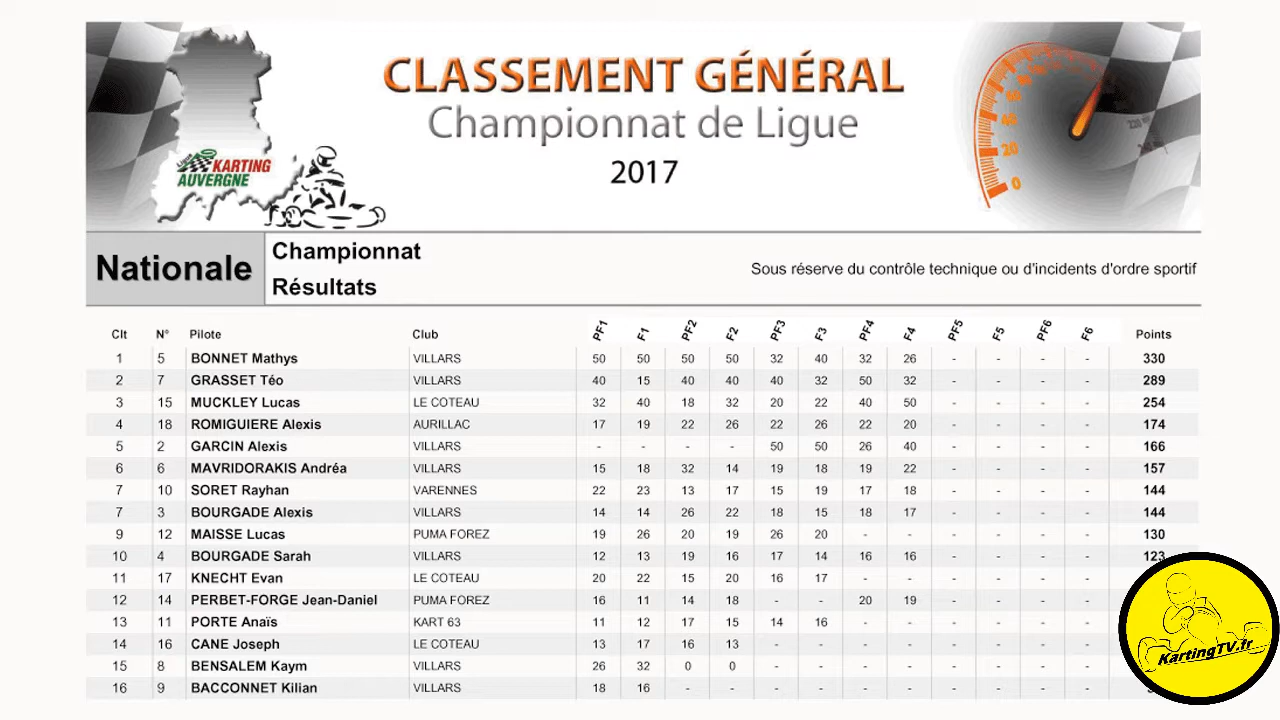 CLASSEMENT GÉNÉRAL
Championnat de Ligue
2017
KARTING
AUVERGNE
60
40
20
0
Nationale
Championnat
Résultats
Sous réserve du contrôle technique ou d'incidents d'ordre sportif
Clt N° Pilote Club PF1 F1 PF2 F2 PF3 F3 PF4 F4 PF5 F5 PF6 F6 Points
1 5 BONNET Mathys VILLARS 50 50 50 50 32 40 32 26 - - - - 330
2 7 GRASSET Téo VILLARS 40 15 40 40 40 32 50 32 - - - - 289
3 15 MUCKLEY Lucas LE COTEAU 32 40 18 32 20 22 40 50 - - - - 254
4 18 ROMIGUIERE Alexis AURILLAC 17 19 22 26 22 26 22 20 - - - - 174
5 2 GARCIN Alexis VILLARS - - - - 50 50 26 40 - - - - 166
6 6 MAVRIDORAKIS Andréa VILLARS 15 18 32 14 19 18 19 22 - - - - 157
7 10 SORET Rayhan VARENNES 22 23 13 17 15 19 17 18 - - - - 144
7 3 BOURGADE Alexis VILLARS 14 14 26 22 18 15 18 17 - - - - 144
9 12 MAISSE Lucas PUMA FOREZ 19 26 20 19 26 20 - - - - - - 130
10 4 BOURGADE Sarah VILLARS 12 13 19 16 17 14 16 16 - - - - 123
11 17 KNECHT Evan LE COTEAU 20 22 15 20 16 17 - - - - - -
12 14 PERBET-FORGE Jean-Daniel PUMA FOREZ 16 11 14 18 - - 20 19 - - - -
13 11 PORTE Anaïs KART 63 11 12 17 15 14 16 - - - - - -
14 16 CANE Joseph LE COTEAU 13 17 16 13 - - - - - - - -
15 8 BENSALEM Kaym VILLARS 26 32 0 0 - - - - - - - -
16 9 BACCONNET Kilian VILLARS 18 16 - - - - - - - - - -
KartingTV.fr